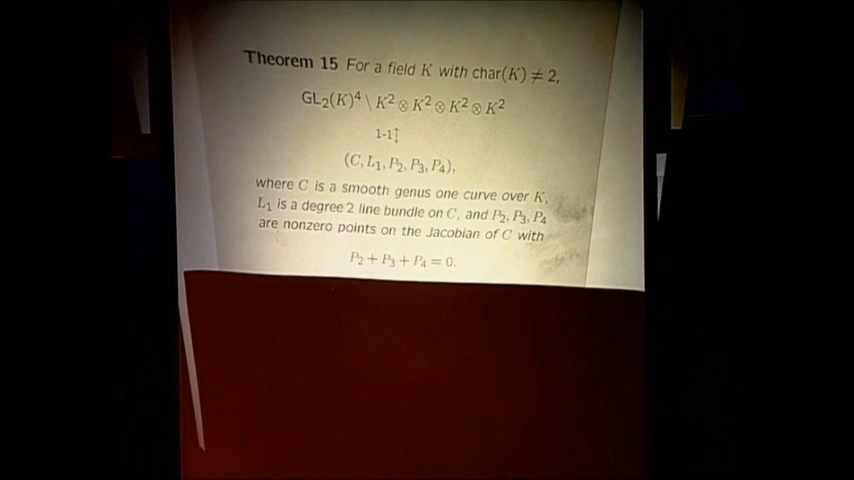 Theorem 15 For a field K with char(K) ≠ 2,
GL₂(K)⁴ \ K² ⊗ K² ⊗ K² ⊗ K²
1-1↕
(C, L₁, P₂, P₃, P₄),
where C is a smooth genus one curve over K,
L₁ is a degree 2 line bundle on C, and P₂, P₃, P₄
are nonzero points on the Jacobian of C with
P₂ + P₃ + P₄ = 0.